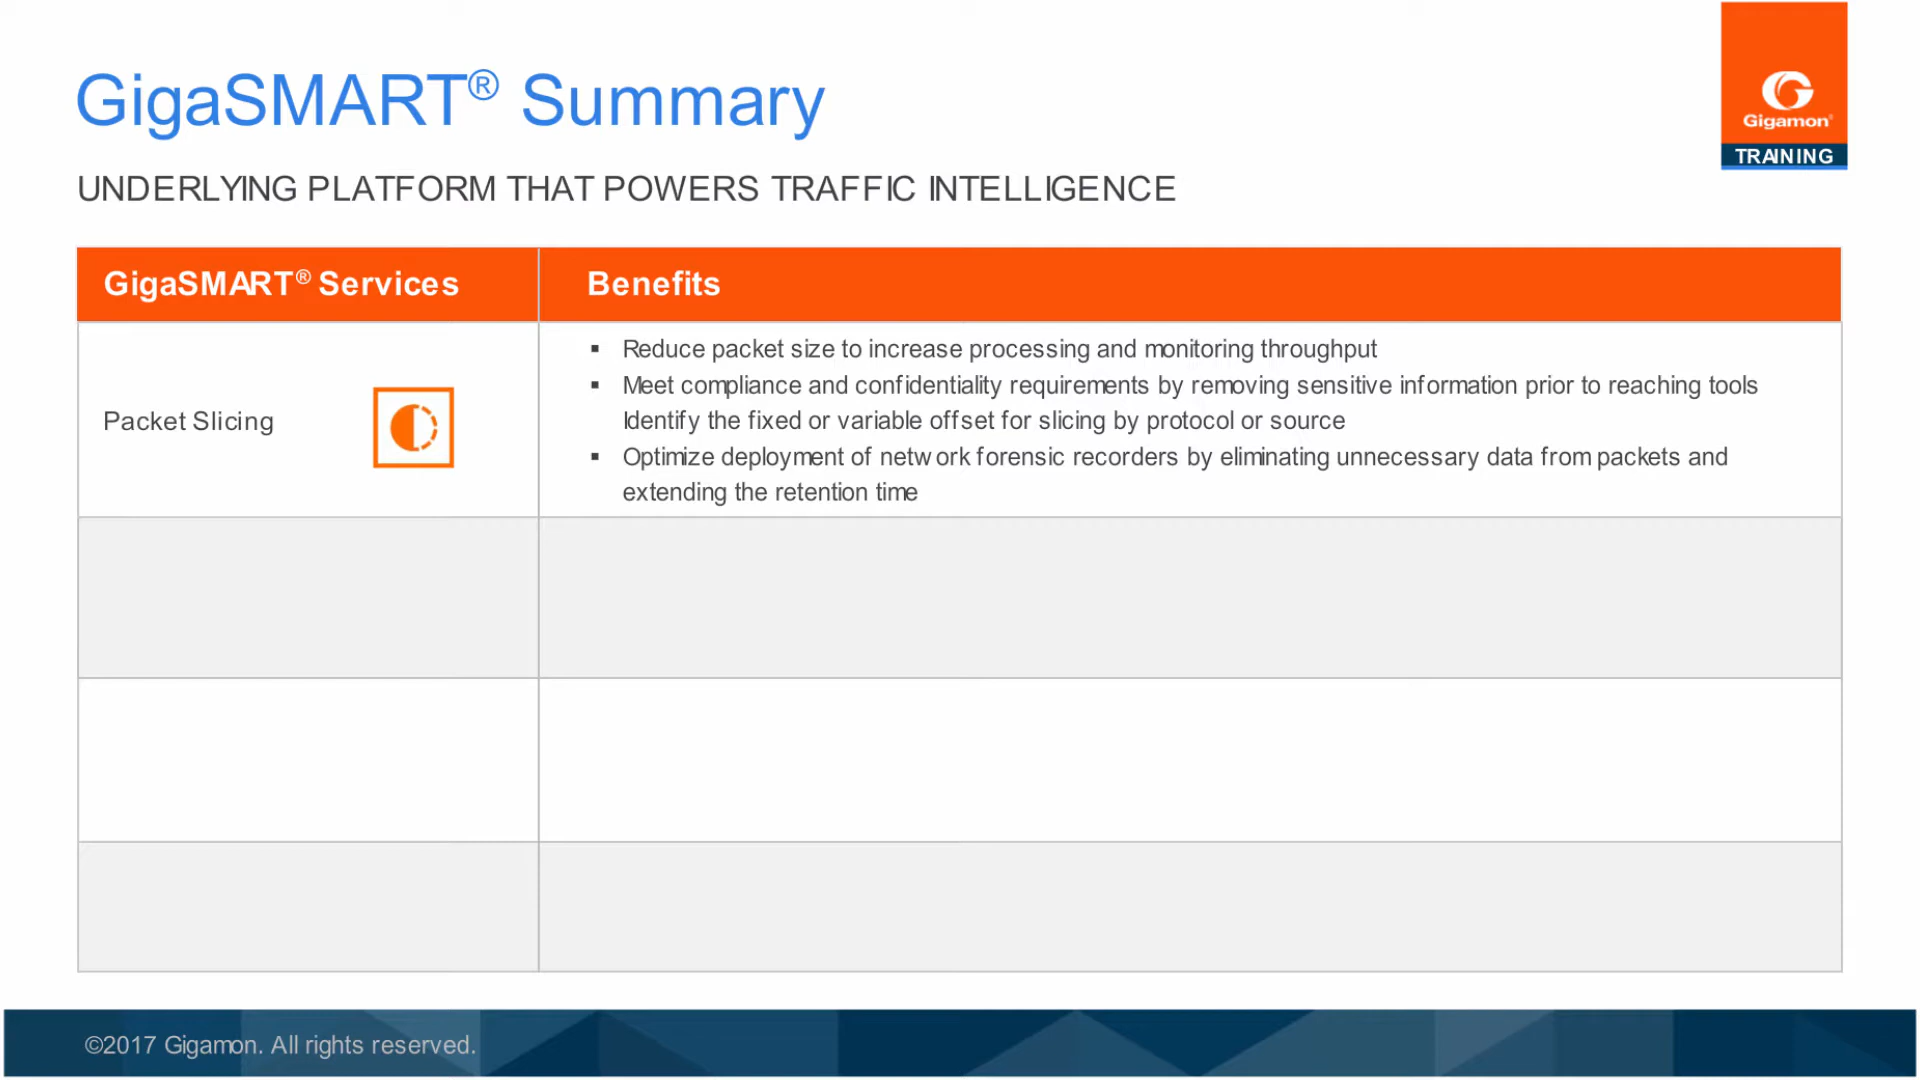 GigaSMART® Summary
Gigamon®
TRAINING
UNDERLYING PLATFORM THAT POWERS TRAFFIC INTELLIGENCE
GigaSMART® Services
Benefits
Packet Slicing
▪ Reduce packet size to increase processing and monitoring throughput
▪ Meet compliance and confidentiality requirements by removing sensitive information prior to reaching tools
Identify the fixed or variable offset for slicing by protocol or source
▪ Optimize deployment of network forensic recorders by eliminating unnecessary data from packets and
extending the retention time
©2017 Gigamon. All rights reserved.